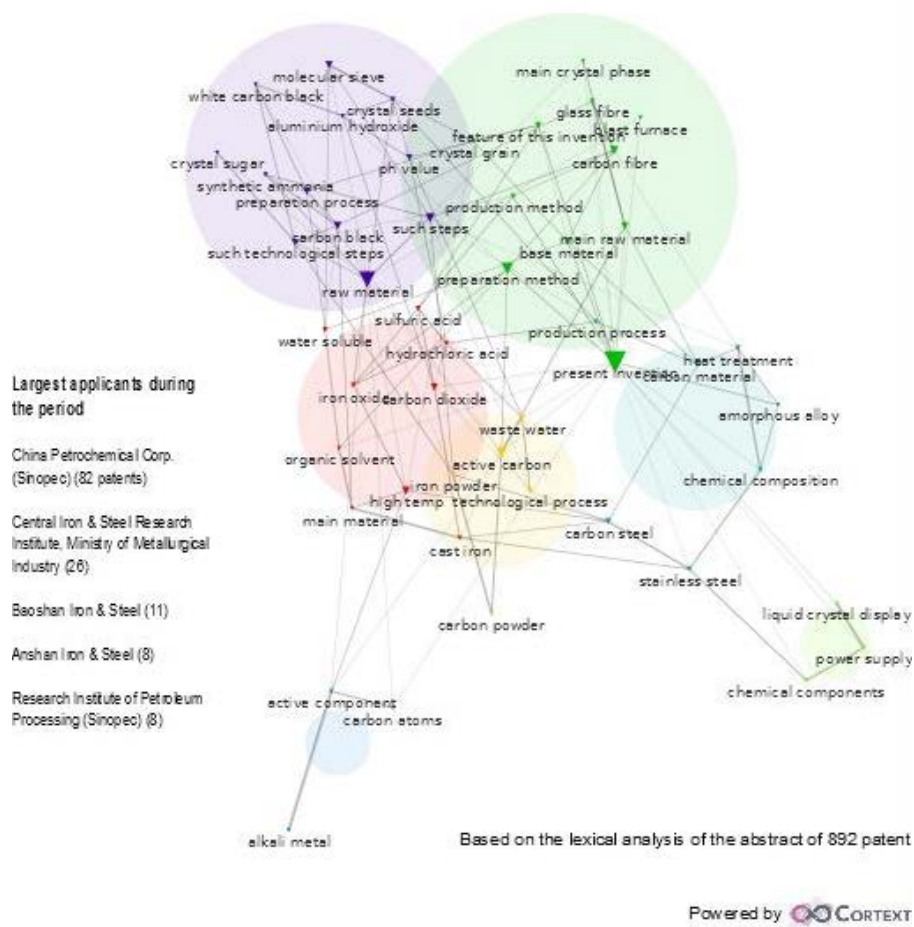 main crystal phase
molecular sieve
white carbon black
crystal seeds
glass fibre
aluminium hydroxide
feature of this invention
blast furnace
crystal grain
crystal sugar
ph value
carbon fibre
synthetic ammonia
preparation process
production method
carbon black
such steps
main raw material
such technological steps
base material
preparation method
raw material
sulfuric acid
water soluble
production process
hydrochloric acid
heat treatment
present invention
carbon material
Largest applicants during
the period
iron oxide
carbon dioxide
amorphous alloy
waste water
China Petrochemical Corp.
(Sinopec) (82 patents)
organic solvent
active carbon
chemical composition
iron powder
high temp
technological process
main material
carbon steel
Central Iron & Steel Research
Institute, Ministry of Metallurgical
Industry (26)
cast iron
stainless steel
Baoshan Iron & Steel (11)
liquid crystal display
carbon powder
Anshan Iron & Steel (8)
power supply
chemical components
Research Institute of Petroleum
Processing (Sinopec) (8)
active component
carbon atoms
alkali metal
Based on the lexical analysis of the abstract of 892 patent
Powered by CORTEXT